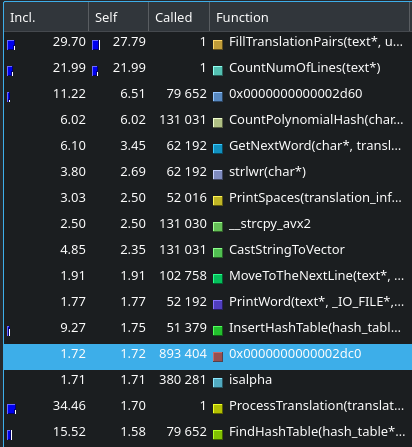 Incl. Self Called Function
29.70 27.79 1 FillTranslationPairs(text*, u...
21.99 21.99 1 CountNumOfLines(text*)
11.22 6.51 79 652 0x0000000000002d60
6.02 6.02 131 031 CountPolynomialHash(char...
6.10 3.45 62 192 GetNextWord(char*, transl...
3.80 2.69 62 192 strlwr(char*)
3.03 2.50 52 016 PrintSpaces(translation_inf...
2.50 2.50 131 030 __strcpy_avx2
4.85 2.35 131 031 CastStringToVector
1.91 1.91 102 758 MoveToTheNextLine(text*, ...
1.77 1.77 52 192 PrintWord(text*, _IO_FILE*,...
9.27 1.75 51 379 InsertHashTable(hash_tabl...
1.72 1.72 893 404 0x0000000000002dc0
1.71 1.71 380 281 isalpha
34.46 1.70 1 ProcessTranslation(translat...
15.52 1.58 79 652 FindHashTable(hash_table*...